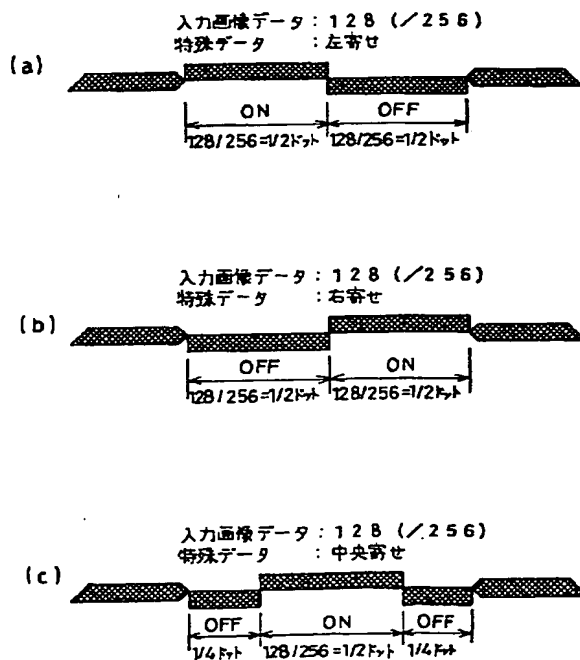 入力画像データ：128 (／256)
特殊データ　：左寄せ
(a)
ON OFF
128/256=1/2ドット 128/256=1/2ドット
入力画像データ：128 (／256)
特殊データ　：右寄せ
(b)
OFF ON
128/256=1/2ドット 128/256=1/2ドット
入力画像データ：128 (／256)
特殊データ　：中央寄せ
(c)
OFF ON OFF
1/4ドット 128/256=1/2ドット 1/4ドット